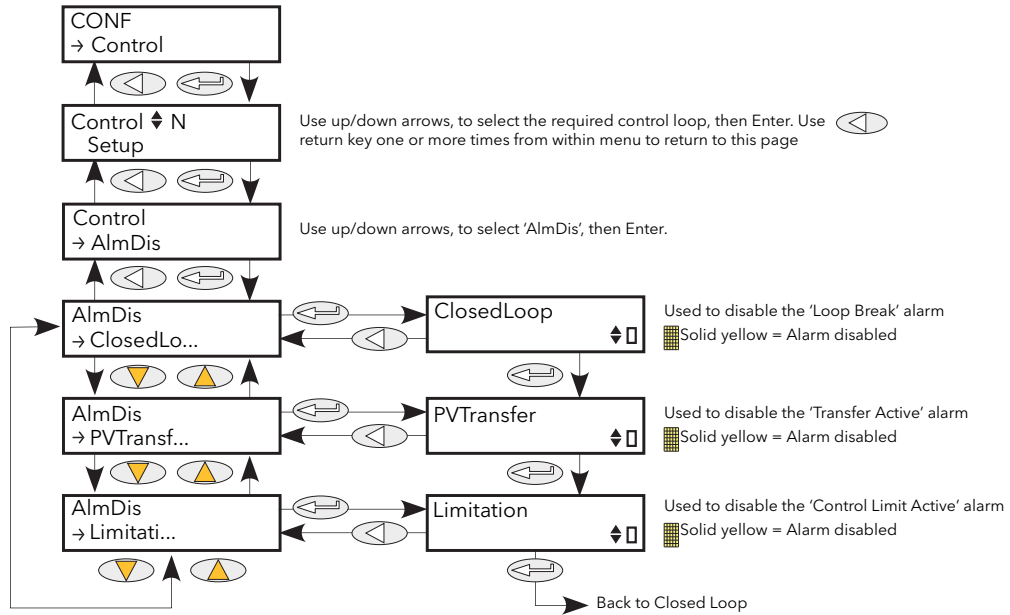 CONF
→ Control
Control ♦ N
Setup
Use up/down arrows, to select the required control loop, then Enter. Use
return key one or more times from within menu to return to this page
Control
→ AlmDis
Use up/down arrows, to select 'AlmDis', then Enter.
AlmDis
→ ClosedLo...
ClosedLoop
Used to disable the 'Loop Break' alarm
Solid yellow = Alarm disabled
AlmDis
→ PVTransf...
PVTransfer
Used to disable the 'Transfer Active' alarm
Solid yellow = Alarm disabled
AlmDis
→ Limitati...
Limitation
Used to disable the 'Control Limit Active' alarm
Solid yellow = Alarm disabled
Back to Closed Loop